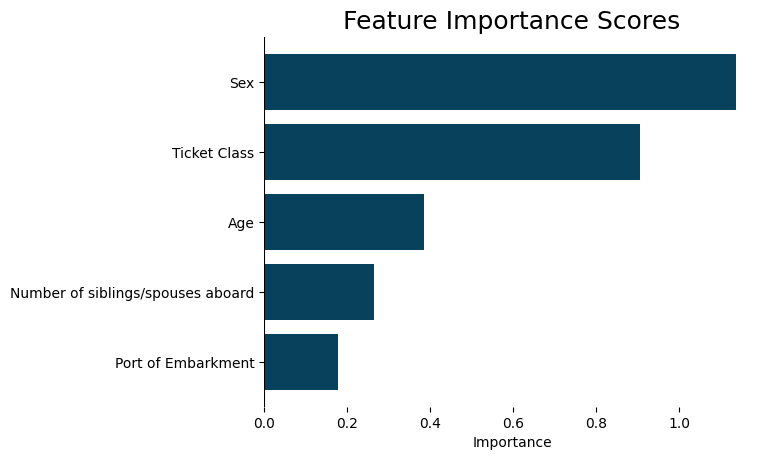 Feature Importance Scores
Sex
Ticket Class
Age
Number of siblings/spouses aboard
Port of Embarkment
0.0 0.2 0.4 0.6 0.8 1.0
Importance